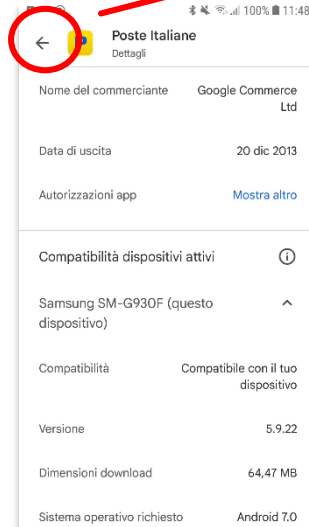 100% 11:48
Poste Italiane
Dettagli
Nome del commerciante Google Commerce
Ltd
Data di uscita 20 dic 2013
Autorizzazioni app Mostra altro
Compatibilità dispositivi attivi
Samsung SM-G930F (questo
dispositivo)
Compatibilità Compatibile con il tuo
dispositivo
Versione 5.9.22
Dimensioni download 64,47 MB
Sistema operativo richiesto Android 7.0